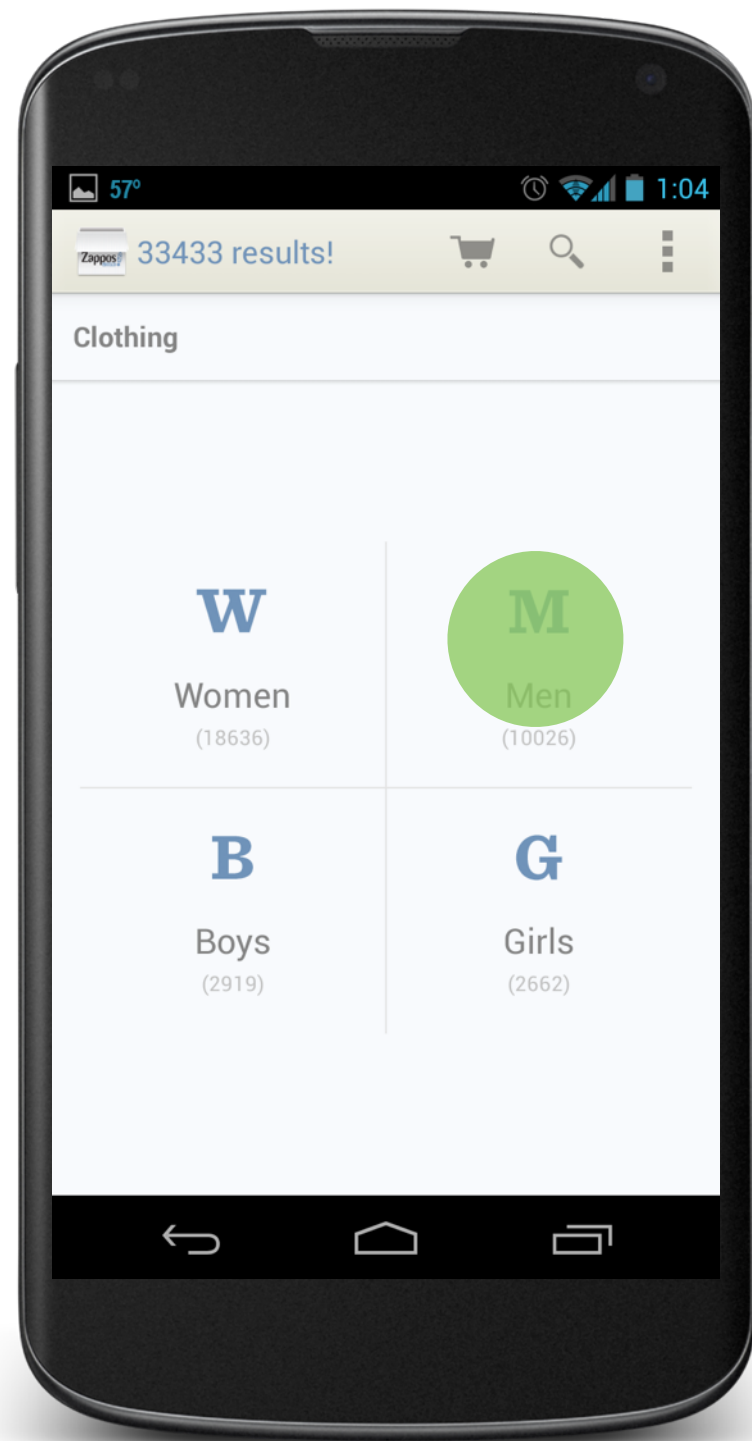 57°
1:04
Zappos
33433 results!
Clothing
W
M
Women
Men
(18636)
(10026)
B
G
Boys
Girls
(2919)
(2662)